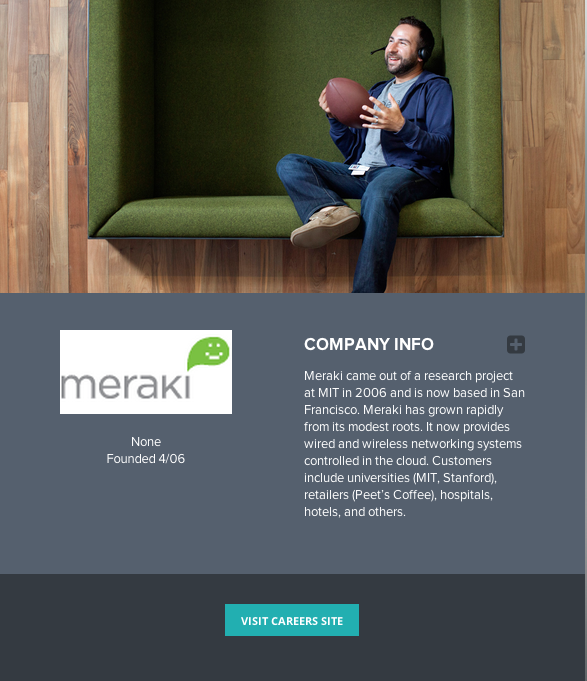 meraki
None
Founded 4/06
COMPANY INFO
Meraki came out of a research project
at MIT in 2006 and is now based in San
Francisco. Meraki has grown rapidly
from its modest roots. It now provides
wired and wireless networking systems
controlled in the cloud. Customers
include universities (MIT, Stanford),
retailers (Peet's Coffee), hospitals,
hotels, and others.
VISIT CAREERS SITE